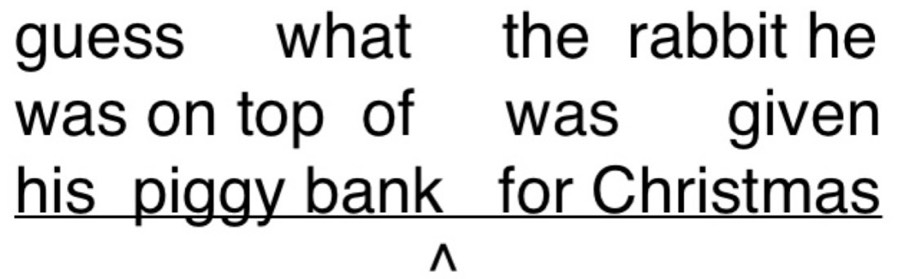 guess what the rabbit he
was on top of was given
his piggy bank for Christmas
^